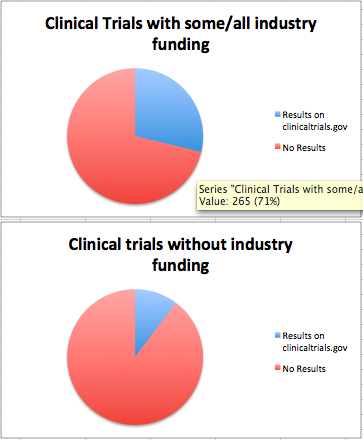 Clinical Trials with some/all industry
funding
Results on
clinicaltrials.gov
No Results
Series "Clinical Trials with some/a
Value: 265 (71%)
Clinical trials without industry
funding
Results on
clinicaltrials.gov
No Results